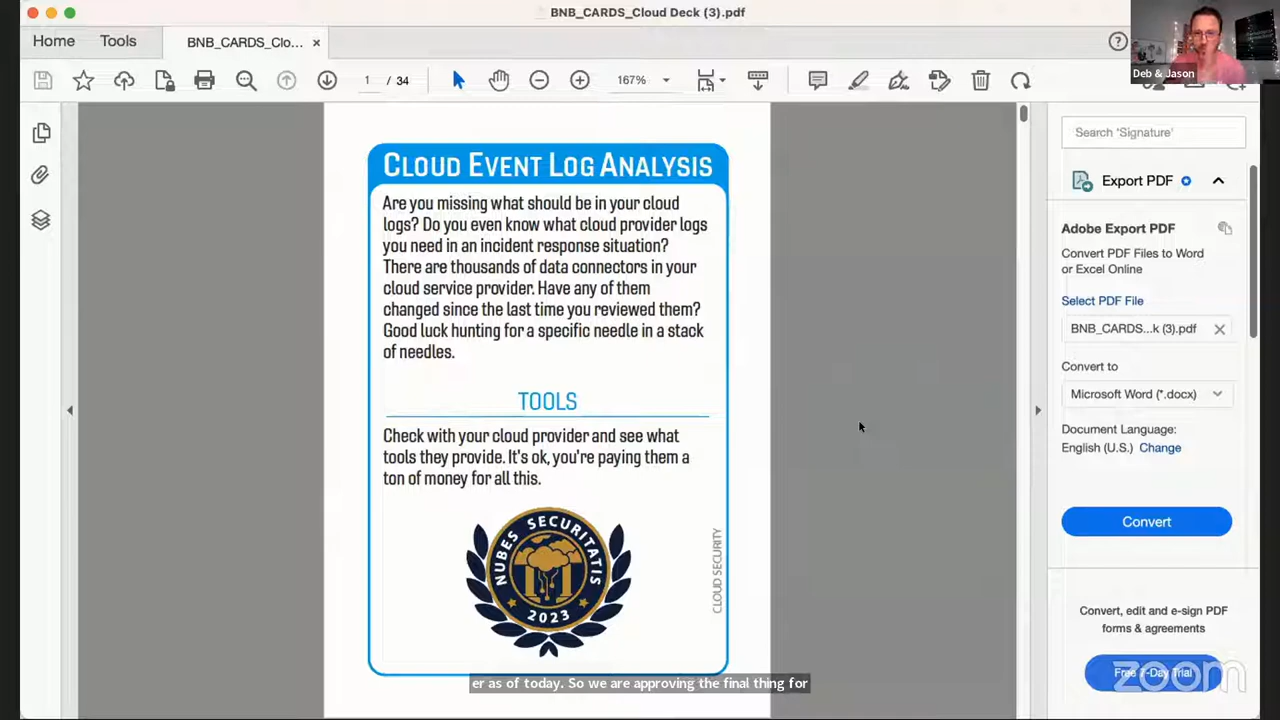 BNB_CARDS_Cloud Deck (3).pdf
Home
Tools
BNB_CARDS_Clo... ×
?
Deb & Jason
1 / 34
167%
Search 'Signature'
CLOUD EVENT LOG ANALYSIS
Are you missing what should be in your cloud
logs? Do you even know what cloud provider logs
you need in an incident response situation?
There are thousands of data connectors in your
cloud service provider. Have any of them
changed since the last time you reviewed them?
Good luck hunting for a specific needle in a stack
of needles.
TOOLS
Check with your cloud provider and see what
tools they provide. It's ok, you're paying them a
ton of money for all this.
NUBES SECURITATIS
2023
CLOUD SECURITY
Export PDF
Adobe Export PDF
Convert PDF Files to Word
or Excel Online
Select PDF File
BNB_CARDS...k (3).pdf ×
Convert to
Microsoft Word (*.docx)
Document Language:
English (U.S.) Change
Convert
Convert, edit and e-sign PDF
forms & agreements
Free 7-Day Trial
zoom
er as of today. So we are approving the final thing for